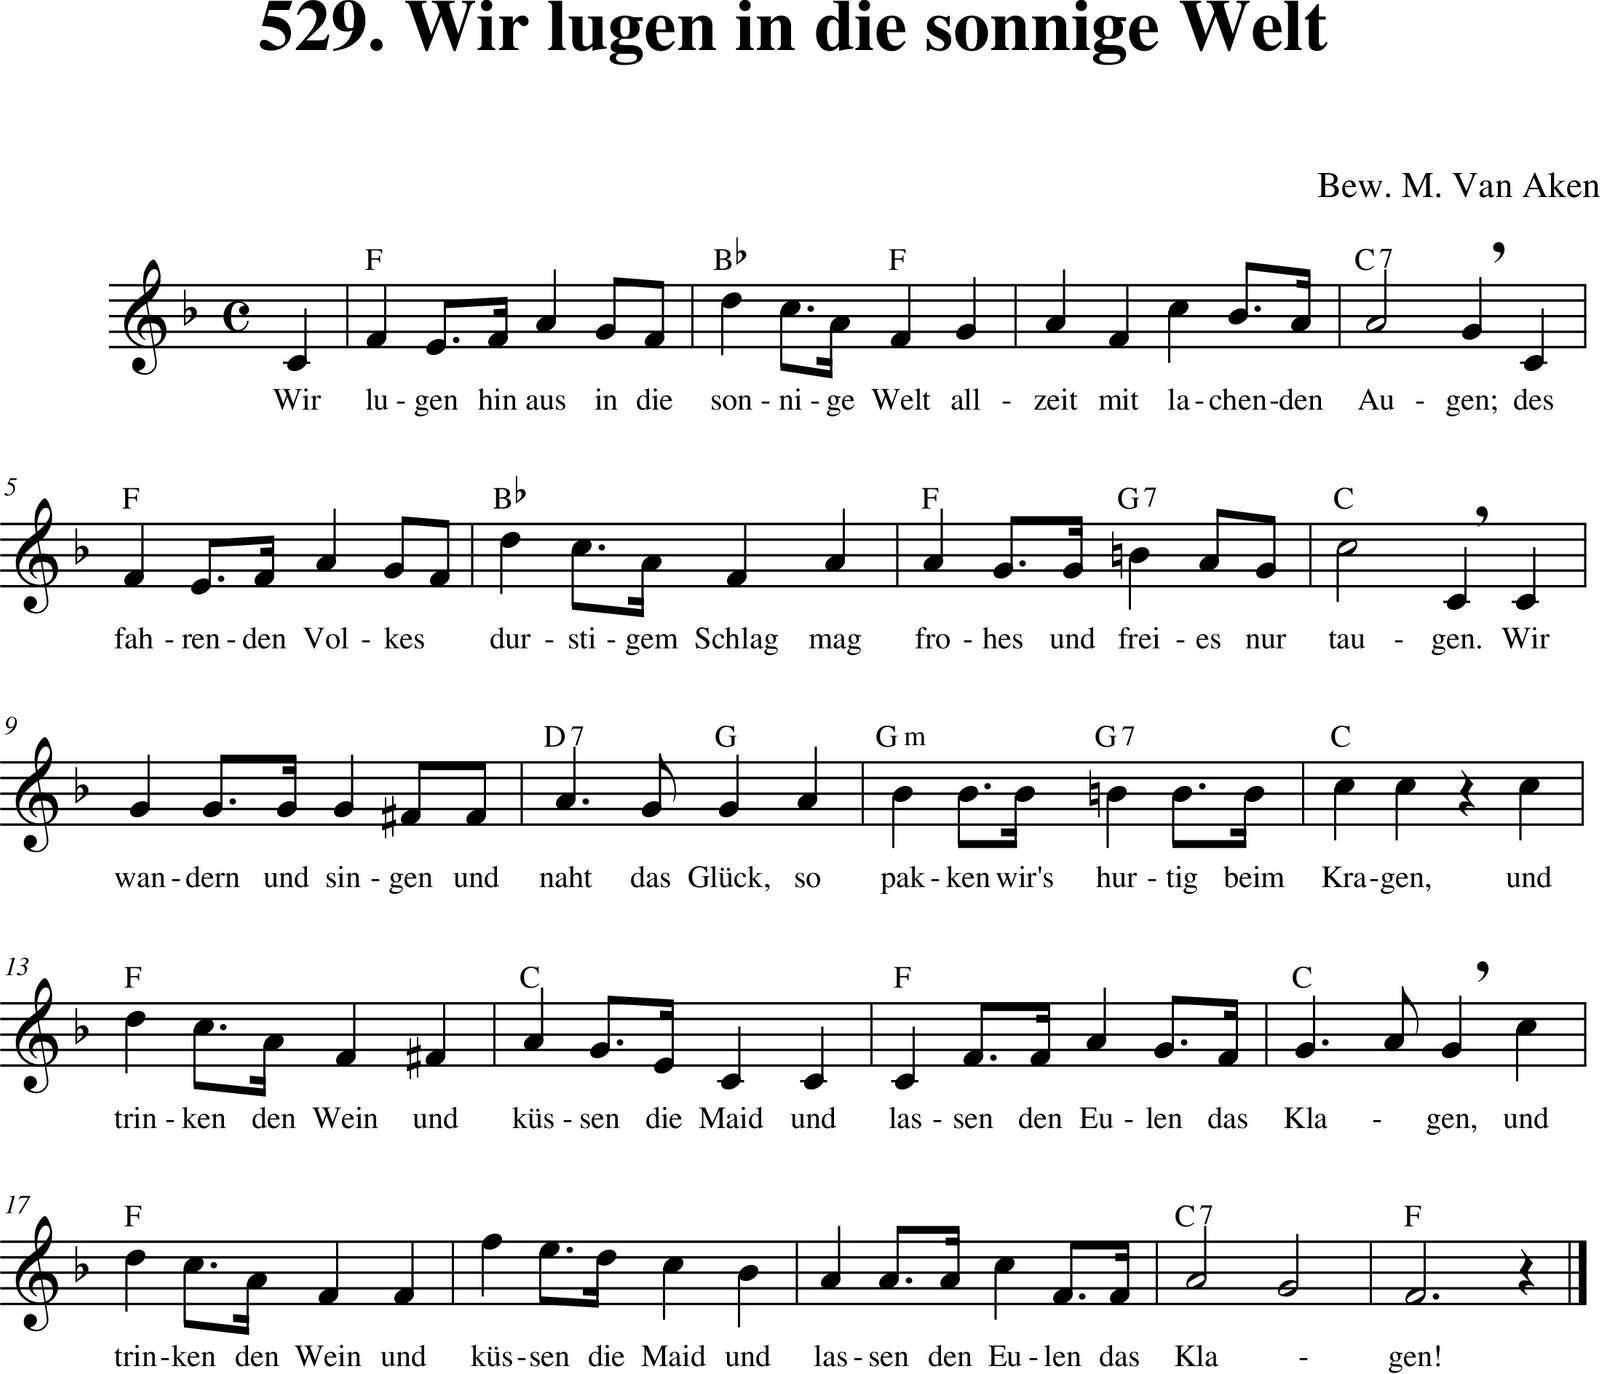 529. Wir lugen in die sonnige Welt
Bew. M. Van Aken
F B♭ F C7
Wir lu - gen hin aus in die son - ni - ge Welt all - zeit mit la - chen - den Au - gen; des
5 F B♭ F G7 C
fah - ren - den Vol - kes dur - sti - gem Schlag mag fro - hes und frei - es nur tau - gen. Wir
9 D7 G Gm G7 C
wan - dern und sin - gen und naht das Glück, so pak - ken wir's hur - tig beim Kra - gen, und
13 F C F C
trin - ken den Wein und küs - sen die Maid und las - sen den Eu - len das Kla - gen, und
17 F C7 F
trin - ken den Wein und küs - sen die Maid und las - sen den Eu - len das Kla - gen!